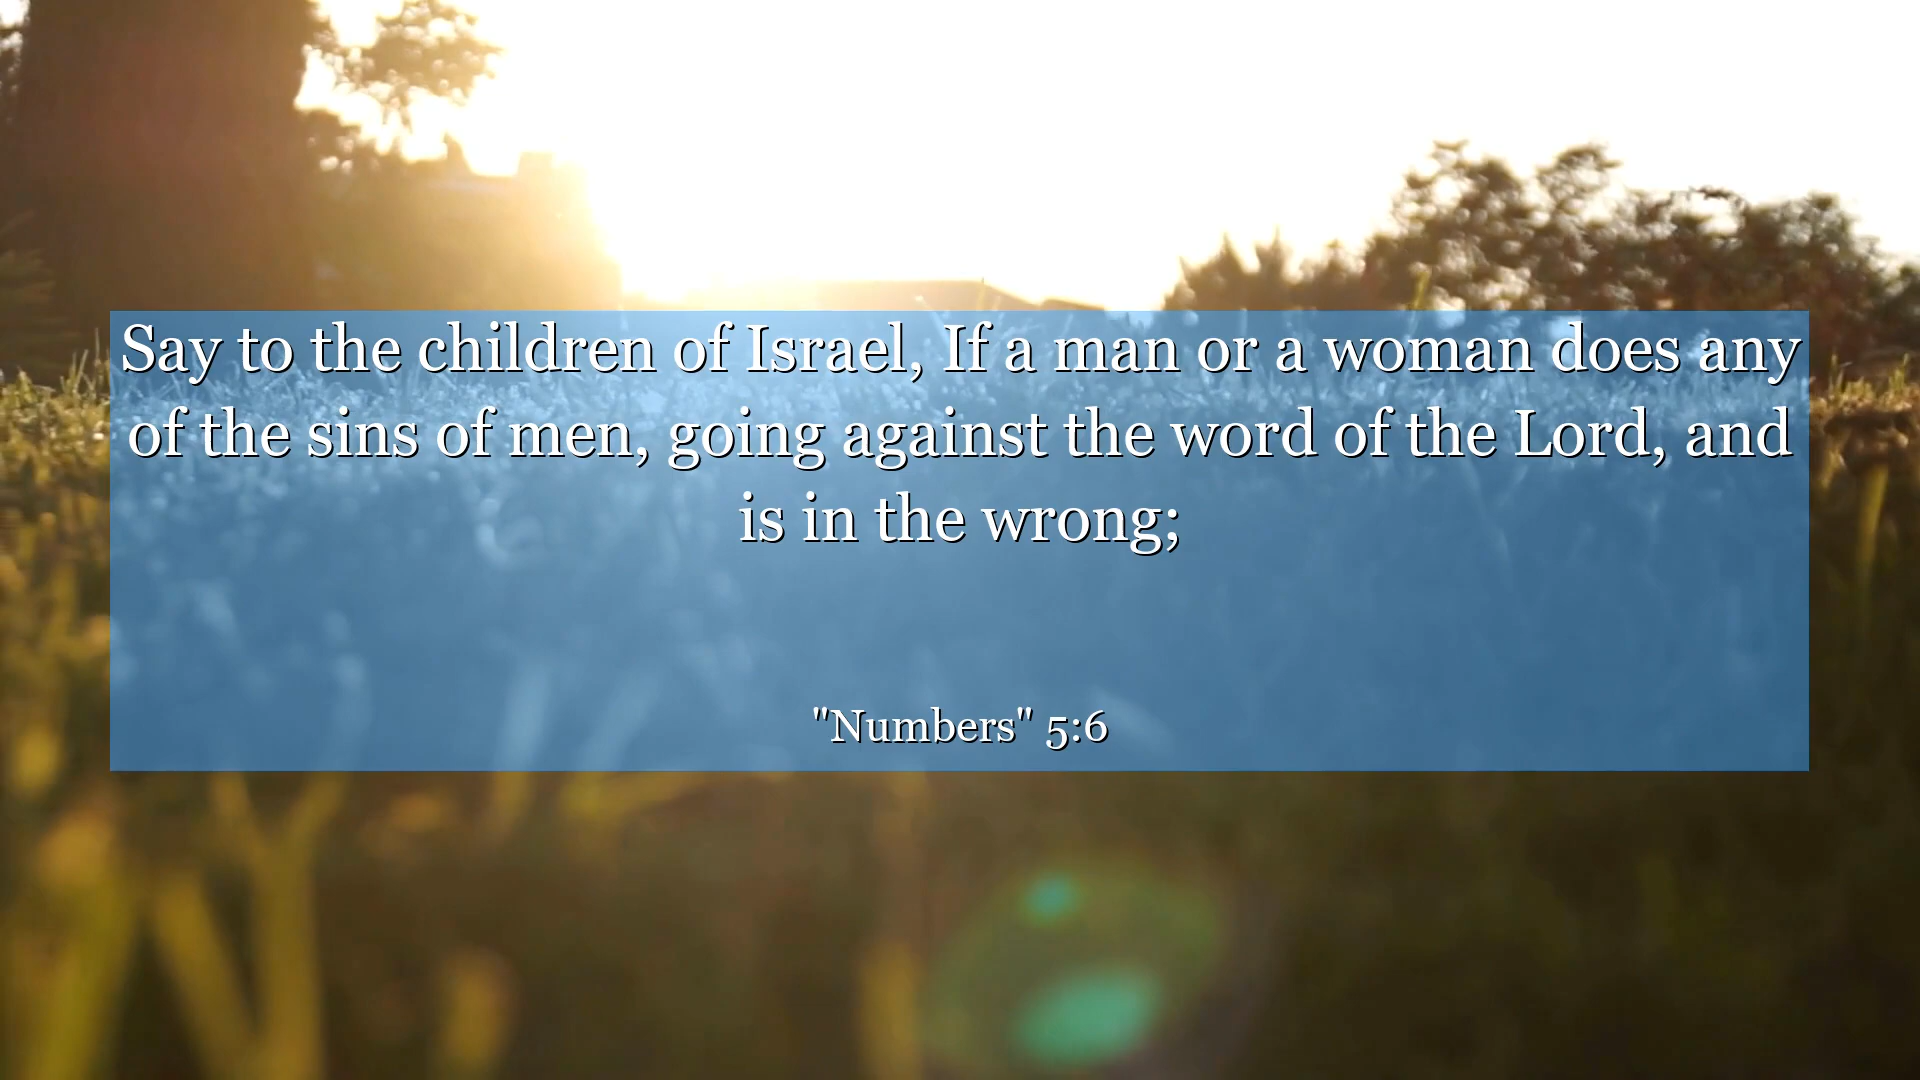 Say to the children of Israel, If a man or a woman does any
of the sins of men, going against the word of the Lord, and
is in the wrong;
"Numbers" 5:6